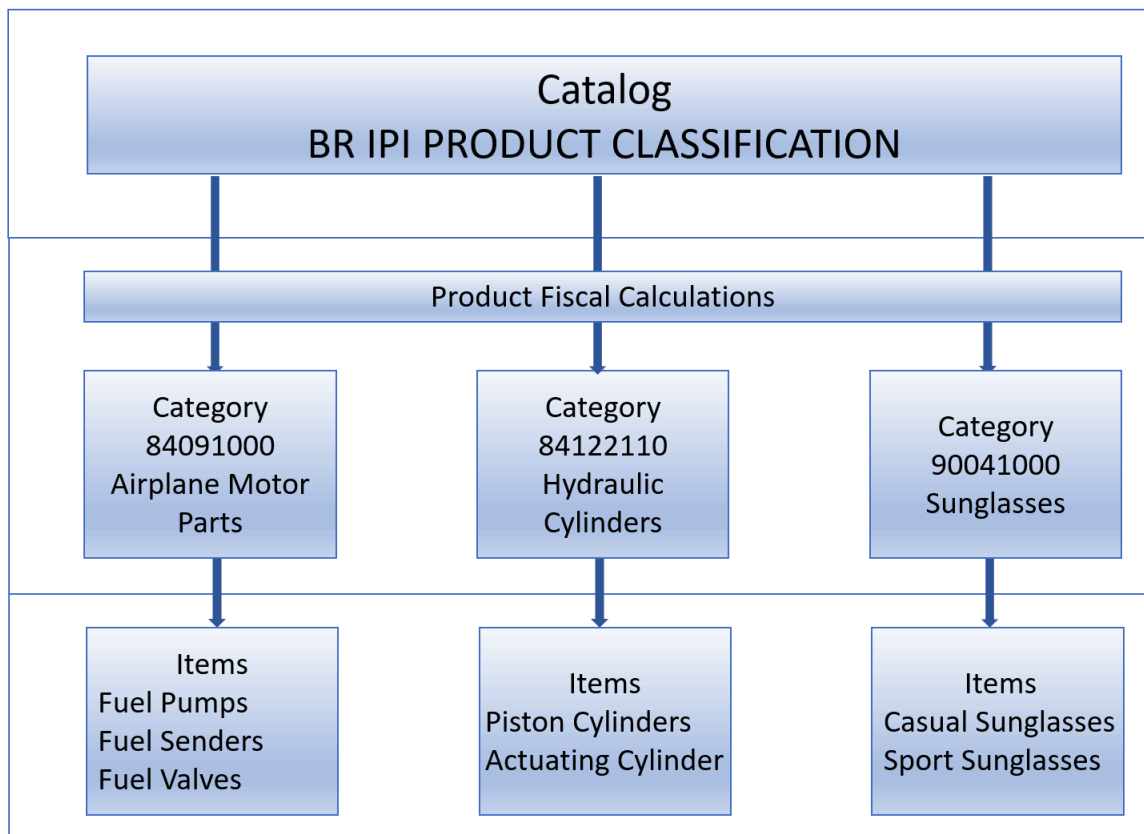 Catalog
BR IPI PRODUCT CLASSIFICATION
Product Fiscal Calculations
Category
84091000
Airplane Motor
Parts
Category
84122110
Hydraulic
Cylinders
Category
90041000
Sunglasses
Items
Fuel Pumps
Fuel Senders
Fuel Valves
Items
Piston Cylinders
Actuating Cylinder
Items
Casual Sunglasses
Sport Sunglasses